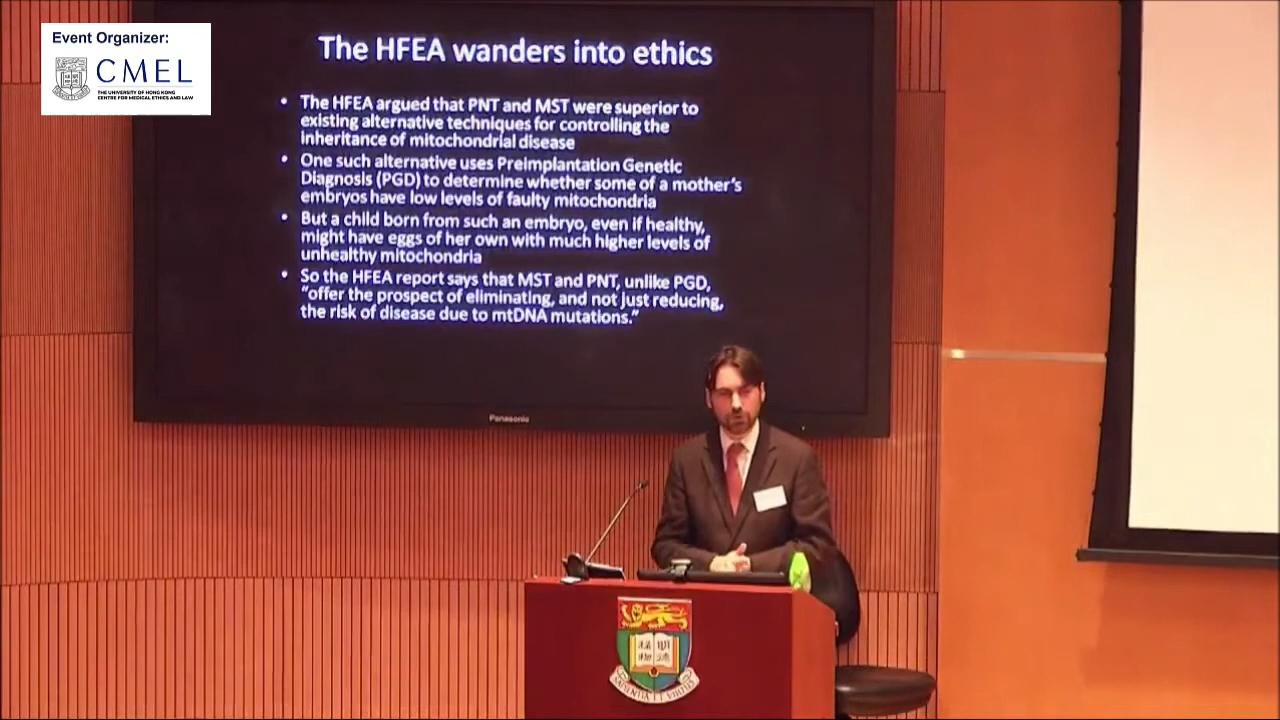 Event Organizer:
CMEL
THE UNIVERSITY OF HONG KONG
CENTRE FOR MEDICAL ETHICS AND LAW
The HFEA wanders into ethics
• The HFEA argued that PNT and MST were superior to
existing alternative techniques for controlling the
inheritance of mitochondrial disease
• One such alternative uses Preimplantation Genetic
Diagnosis (PGD) to determine whether some of a mother's
embryos have low levels of faulty mitochondria
• But a child born from such an embryo, even if healthy,
might have eggs of her own with much higher levels of
unhealthy mitochondria
• So the HFEA report says that MST and PNT, unlike PGD,
"offer the prospect of eliminating, and not just reducing,
the risk of disease due to mtDNA mutations."
Panasonic
SAPIENTIA ET VIRTUS